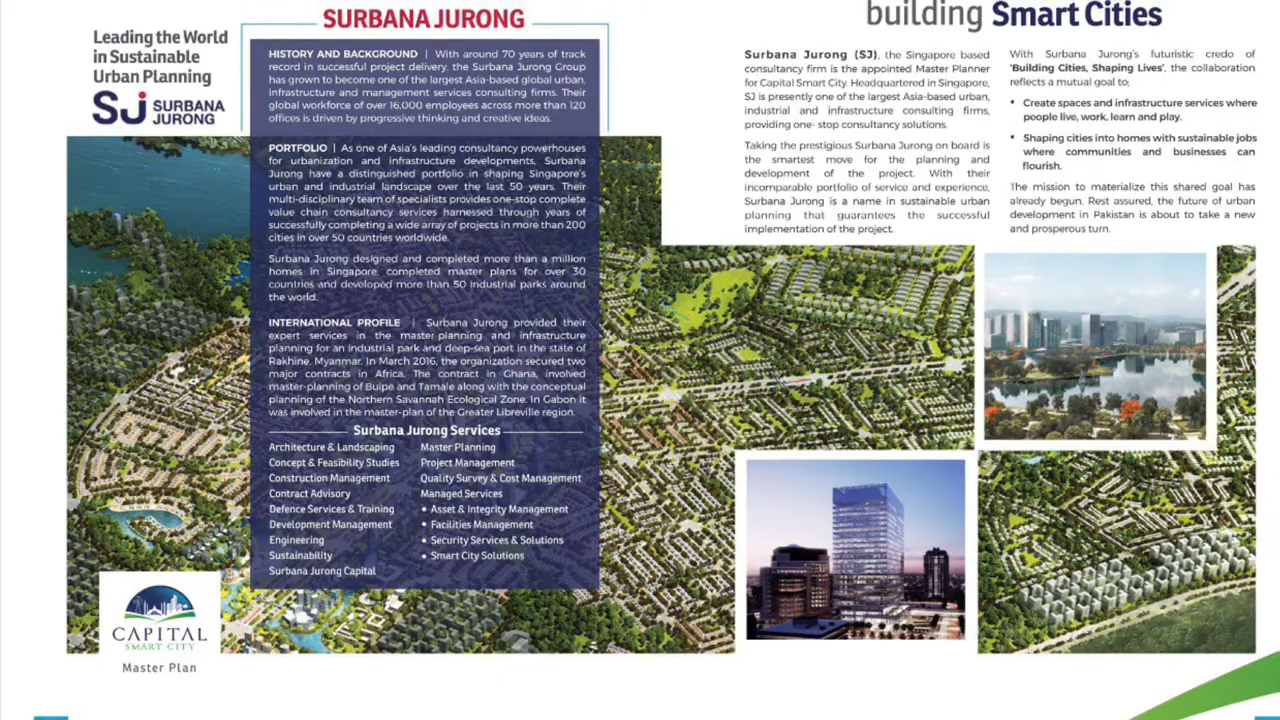 Leading the World
in Sustainable
Urban Planning
SJ SURBANA
JURONG
SURBANA JURONG
HISTORY AND BACKGROUND | With around 70 years of track
record in successful project delivery, the Surbana Jurong Group
has grown to become one of the largest Asia-based global urban,
infrastructure and management services consulting firms. Their
global workforce of over 16,000 employees across more than 120
offices is driven by progressive thinking and creative ideas.
PORTFOLIO | As one of Asia's leading consultancy powerhouses
for urbanization and infrastructure developments, Surbana
Jurong have a distinguished portfolio in shaping Singapore's
urban and industrial landscape over the last 50 years. Their
multi-disciplinary team of specialists provides one-stop complete
value chain consultancy services harnessed through years of
successfully completing a wide array of projects in more than 200
cities in over 50 countries worldwide.
Surbana Jurong designed and completed more than a million
homes in Singapore, completed master plans for over 30
countries and developed more than 50 industrial parks around
the world.
INTERNATIONAL PROFILE | Surbana Jurong provided their
expert services in the master-planning and infrastructure
planning for an industrial park and deep-sea port in the state of
Rakhine, Myanmar. In March 2016, the organization secured two
major contracts in Africa. The contract in Ghana, involved
master-planning of Buipe and Tamale along with the conceptual
planning of the Northern Savannah Ecological Zone. In Gabon it
was involved in the master-plan of the Greater Libreville region.
Surbana Jurong Services
Architecture & Landscaping
Concept & Feasibility Studies
Construction Management
Contract Advisory
Defence Services & Training
Development Management
Engineering
Sustainability
Surbana Jurong Capital
Master Planning
Project Management
Quality Survey & Cost Management
Managed Services
• Asset & Integrity Management
• Facilities Management
• Security Services & Solutions
• Smart City Solutions
CAPITAL
SMART CITY
Master Plan
building Smart Cities
Surbana Jurong (SJ), the Singapore based
consultancy firm is the appointed Master Planner
for Capital Smart City. Headquartered in Singapore,
SJ is presently one of the largest Asia-based urban,
industrial and infrastructure consulting firms,
providing one- stop consultancy solutions.
Taking the prestigious Surbana Jurong on board is
the smartest move for the planning and
development of the project. With their
incomparable portfolio of service and experience,
Surbana Jurong is a name in sustainable urban
planning that guarantees the successful
implementation of the project.
With Surbana Jurong's futuristic credo of
'Building Cities, Shaping Lives', the collaboration
reflects a mutual goal to;
• Create spaces and infrastructure services where
people live, work, learn and play.
• Shaping cities into homes with sustainable jobs
where communities and businesses can
flourish.
The mission to materialize this shared goal has
already begun. Rest assured, the future of urban
development in Pakistan is about to take a new
and prosperous turn.